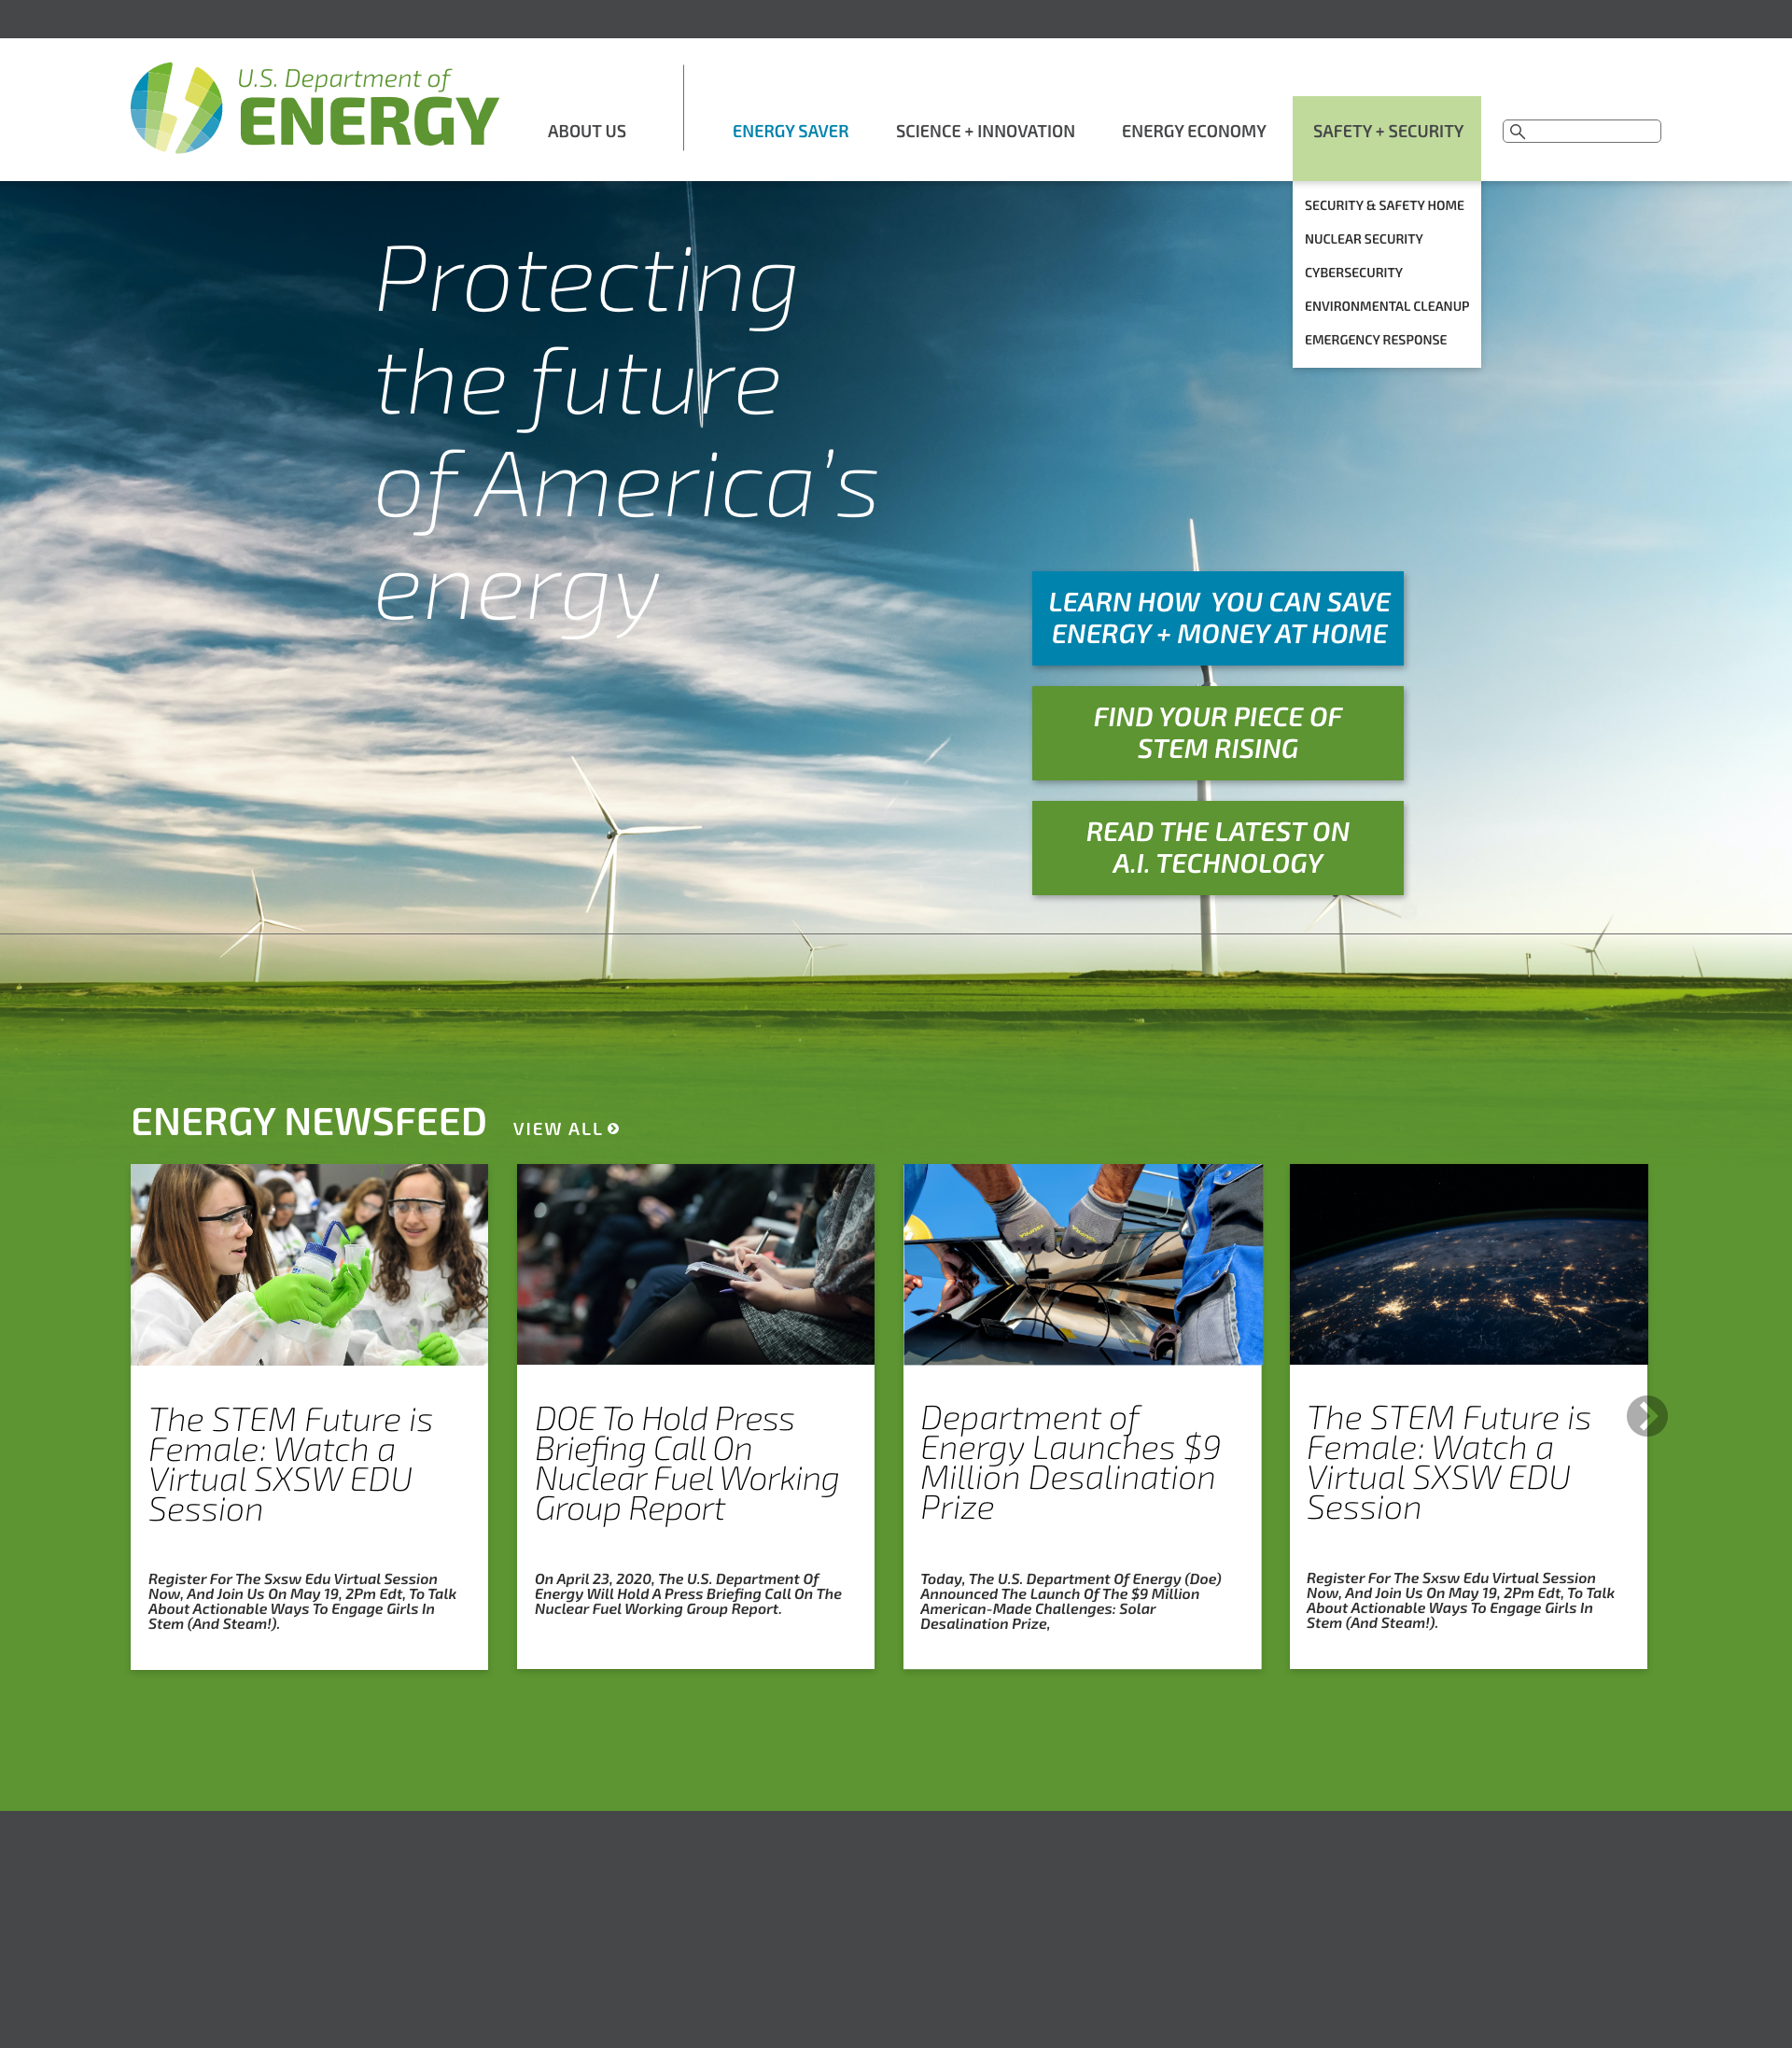 U.S. Department of
ENERGY
ABOUT US
ENERGY SAVER
SCIENCE + INNOVATION
ENERGY ECONOMY
SAFETY + SECURITY
SECURITY & SAFETY HOME
NUCLEAR SECURITY
CYBERSECURITY
ENVIRONMENTAL CLEANUP
EMERGENCY RESPONSE
Protecting
the future
of America’s
energy
LEARN HOW YOU CAN SAVE
ENERGY + MONEY AT HOME
FIND YOUR PIECE OF
STEM RISING
READ THE LATEST ON
A.I. TECHNOLOGY
ENERGY NEWSFEED
VIEW ALL
The STEM Future is
Female: Watch a
Virtual SXSW EDU
Session
Register For The Sxsw Edu Virtual Session
Now, And Join Us On May 19, 2Pm Edt, To Talk
About Actionable Ways To Engage Girls In
Stem (And Steam!).
DOE To Hold Press
Briefing Call On
Nuclear Fuel Working
Group Report
On April 23, 2020, The U.S. Department Of
Energy Will Hold A Press Briefing Call On The
Nuclear Fuel Working Group Report.
Department of
Energy Launches $9
Million Desalination
Prize
Today, The U.S. Department Of Energy (Doe)
Announced The Launch Of The $9 Million
American-Made Challenges: Solar
Desalination Prize,
The STEM Future is
Female: Watch a
Virtual SXSW EDU
Session
Register For The Sxsw Edu Virtual Session
Now, And Join Us On May 19, 2Pm Edt, To Talk
About Actionable Ways To Engage Girls In
Stem (And Steam!).